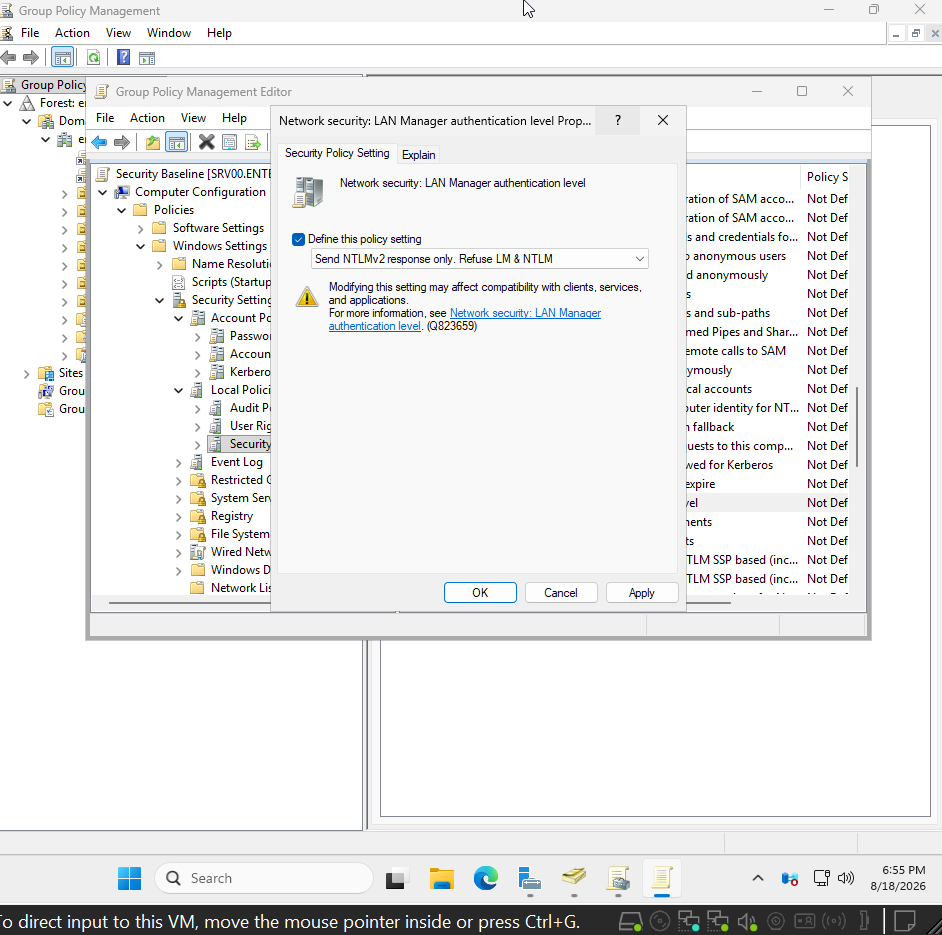 Group Policy Management
File Action View Window Help
Group Policy
Forest: e
Dom
e
Sites
Grou
Grou
Group Policy Management Editor
File Action View Help
Security Baseline [SRV00.ENTE
Computer Configuration
Policies
Software Settings
Windows Settings
Name Resoluti
Scripts (Startup
Security Setting
Account Po
Passwo
Accoun
Kerbero
Local Polici
Audit P
User Rig
Security
Event Log
Restricted G
System Serv
Registry
File System
Wired Netw
Windows D
Network Lis
Policy S
ration of SAM acco... Not Def
ration of SAM acco... Not Def
s and credentials fo... Not Def
o anonymous users Not Def
d anonymously Not Def
s Not Def
s and sub-paths Not Def
med Pipes and Shar... Not Def
emote calls to SAM Not Def
ymously Not Def
cal accounts Not Def
outer identity for NT... Not Def
n fallback Not Def
uests to this comp... Not Def
wed for Kerberos Not Def
expire Not Def
vel Not Def
ments Not Def
ts Not Def
TLM SSP based (inc... Not Def
TLM SSP based (inc... Not Def
Network security: LAN Manager authentication level Prop... ?
Security Policy Setting Explain
Network security: LAN Manager authentication level
Define this policy setting
Send NTLMv2 response only. Refuse LM & NTLM
Modifying this setting may affect compatibility with clients, services,
and applications.
For more information, see Network security: LAN Manager
authentication level. (Q823659)
OK Cancel Apply
Search
6:55 PM
8/18/2026
To direct input to this VM, move the mouse pointer inside or press Ctrl+G.